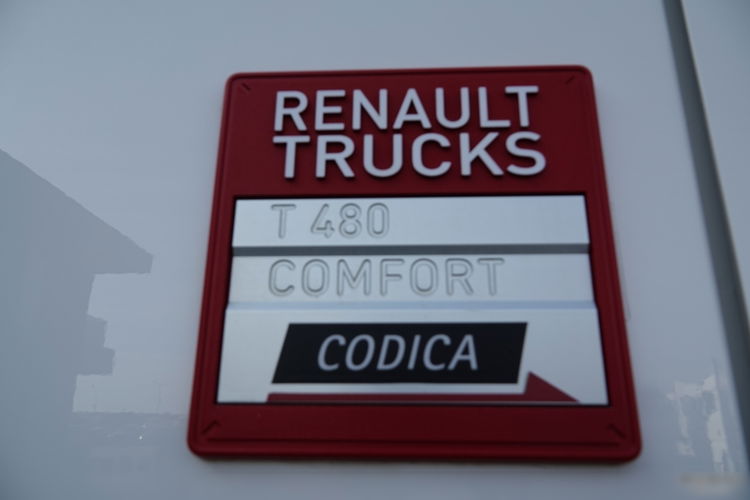 RENAULT
TRUCKS
T 480
COMFORT
CODICA